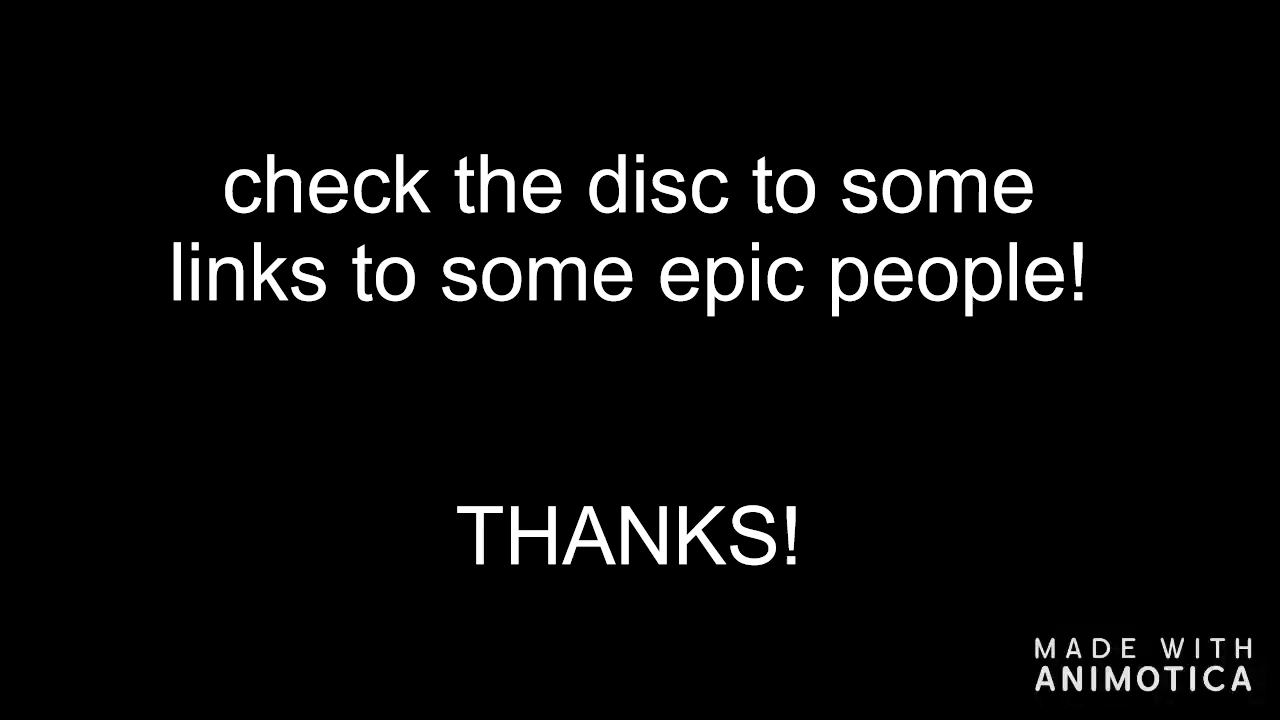 check the disc to some
links to some epic people!
THANKS!
MADE WITH
ANIMOTICA